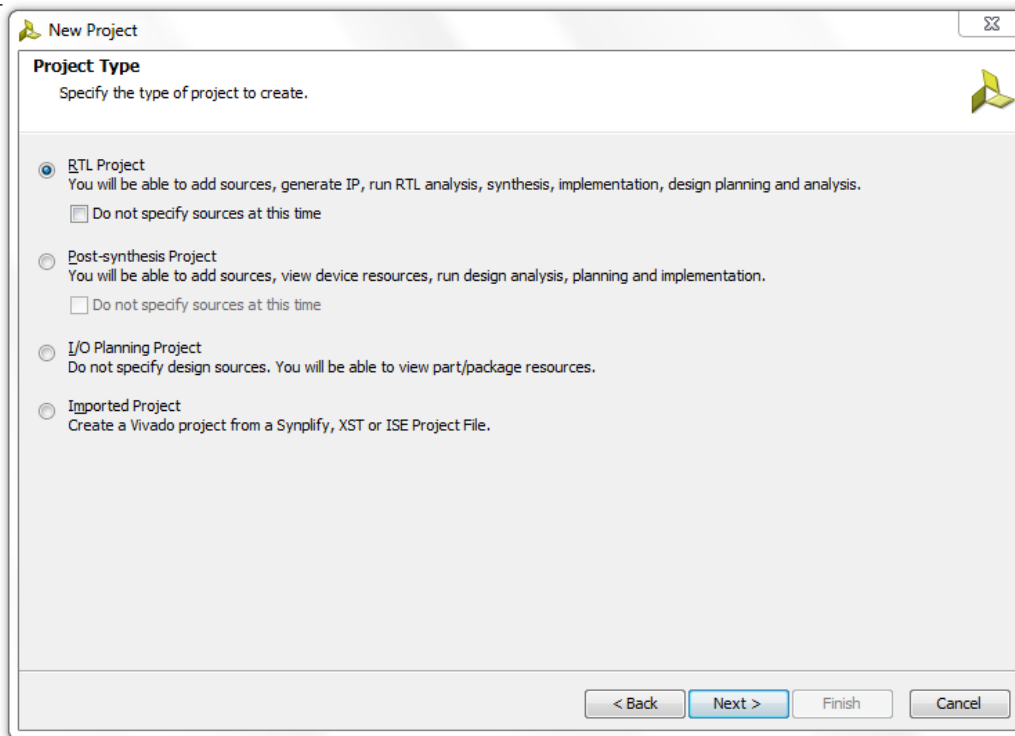 New Project
Project Type
Specify the type of project to create.
RTL Project
You will be able to add sources, generate IP, run RTL analysis, synthesis, implementation, design planning and analysis.
Do not specify sources at this time
Post-synthesis Project
You will be able to add sources, view device resources, run design analysis, planning and implementation.
Do not specify sources at this time
I/O Planning Project
Do not specify design sources. You will be able to view part/package resources.
Imported Project
Create a Vivado project from a Synplify, XST or ISE Project File.
< Back Next > Finish Cancel